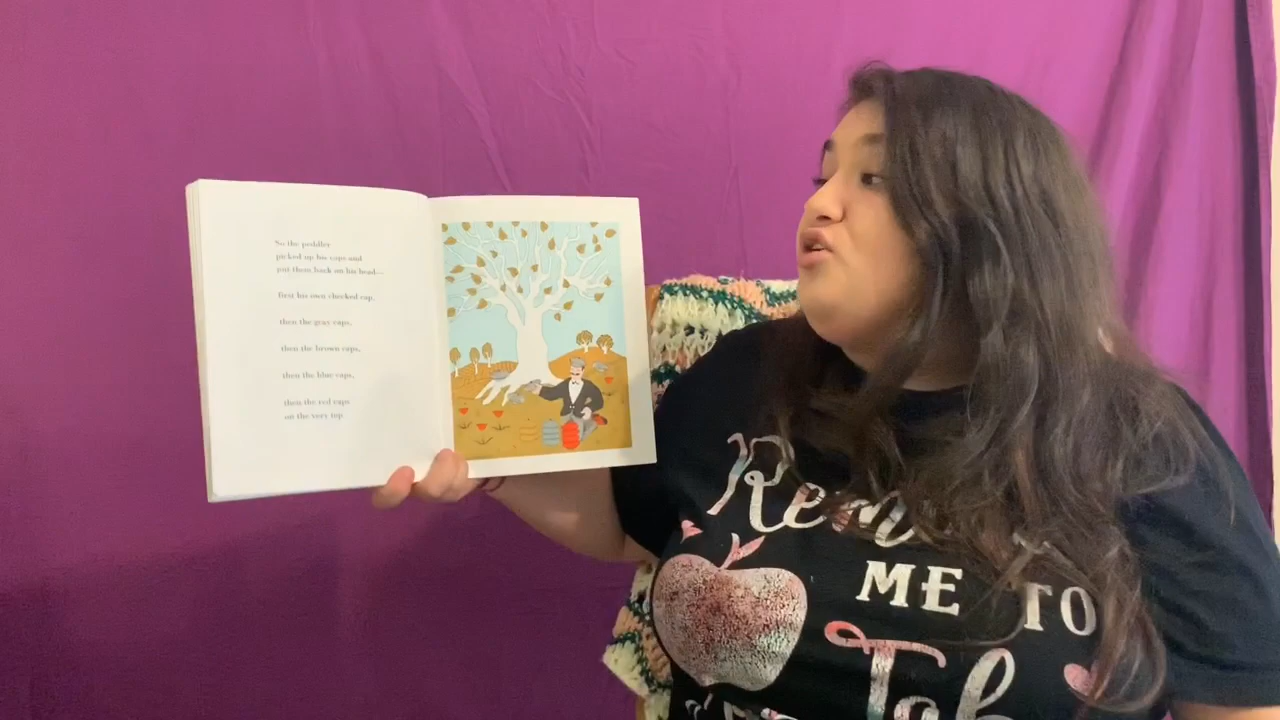 So the peddler
picked up his caps and
put them back on his head—
first his own checked cap,
then the gray caps,
then the brown caps,
then the blue caps,
then the red caps
on the very top.
Rem
ME TO